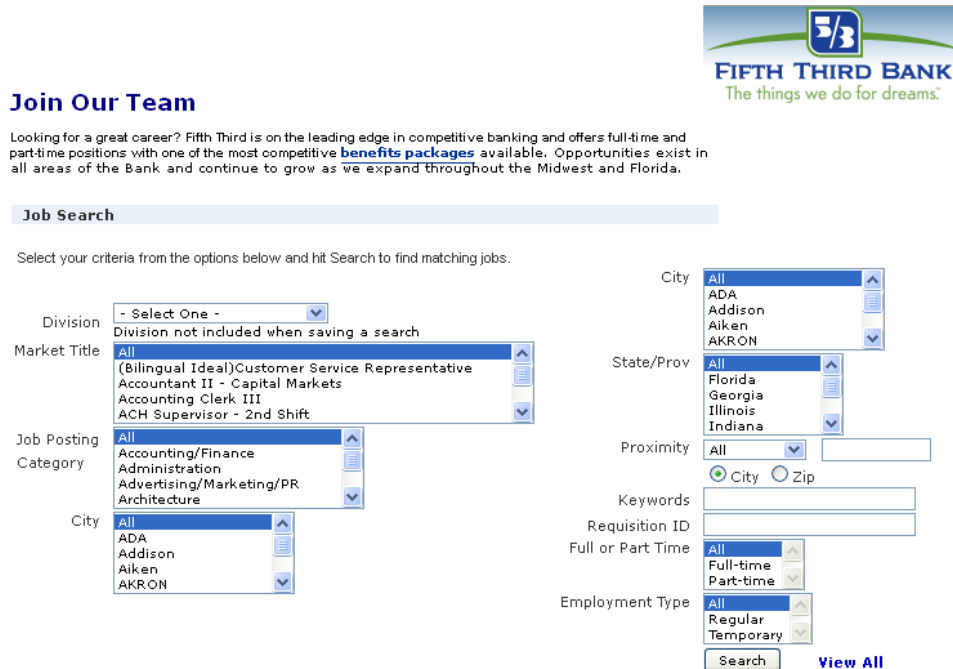 5/3
FIFTH THIRD BANK
The things we do for dreams.℠
Join Our Team
Looking for a great career? Fifth Third is on the leading edge in competitive banking and offers full-time and
part-time positions with one of the most competitive benefits packages available. Opportunities exist in
all areas of the Bank and continue to grow as we expand throughout the Midwest and Florida.
Job Search
Select your criteria from the options below and hit Search to find matching jobs.
Division
- Select One -
Division not included when saving a search
Market Title
All
(Bilingual Ideal)Customer Service Representative
Accountant II - Capital Markets
Accounting Clerk III
ACH Supervisor - 2nd Shift
Job Posting
Category
All
Accounting/Finance
Administration
Advertising/Marketing/PR
Architecture
City
All
ADA
Addison
Aiken
AKRON
City
All
ADA
Addison
Aiken
AKRON
State/Prov
All
Florida
Georgia
Illinois
Indiana
Proximity
All
City Zip
Keywords
Requisition ID
Full or Part Time
All
Full-time
Part-time
Employment Type
All
Regular
Temporary
Search View All